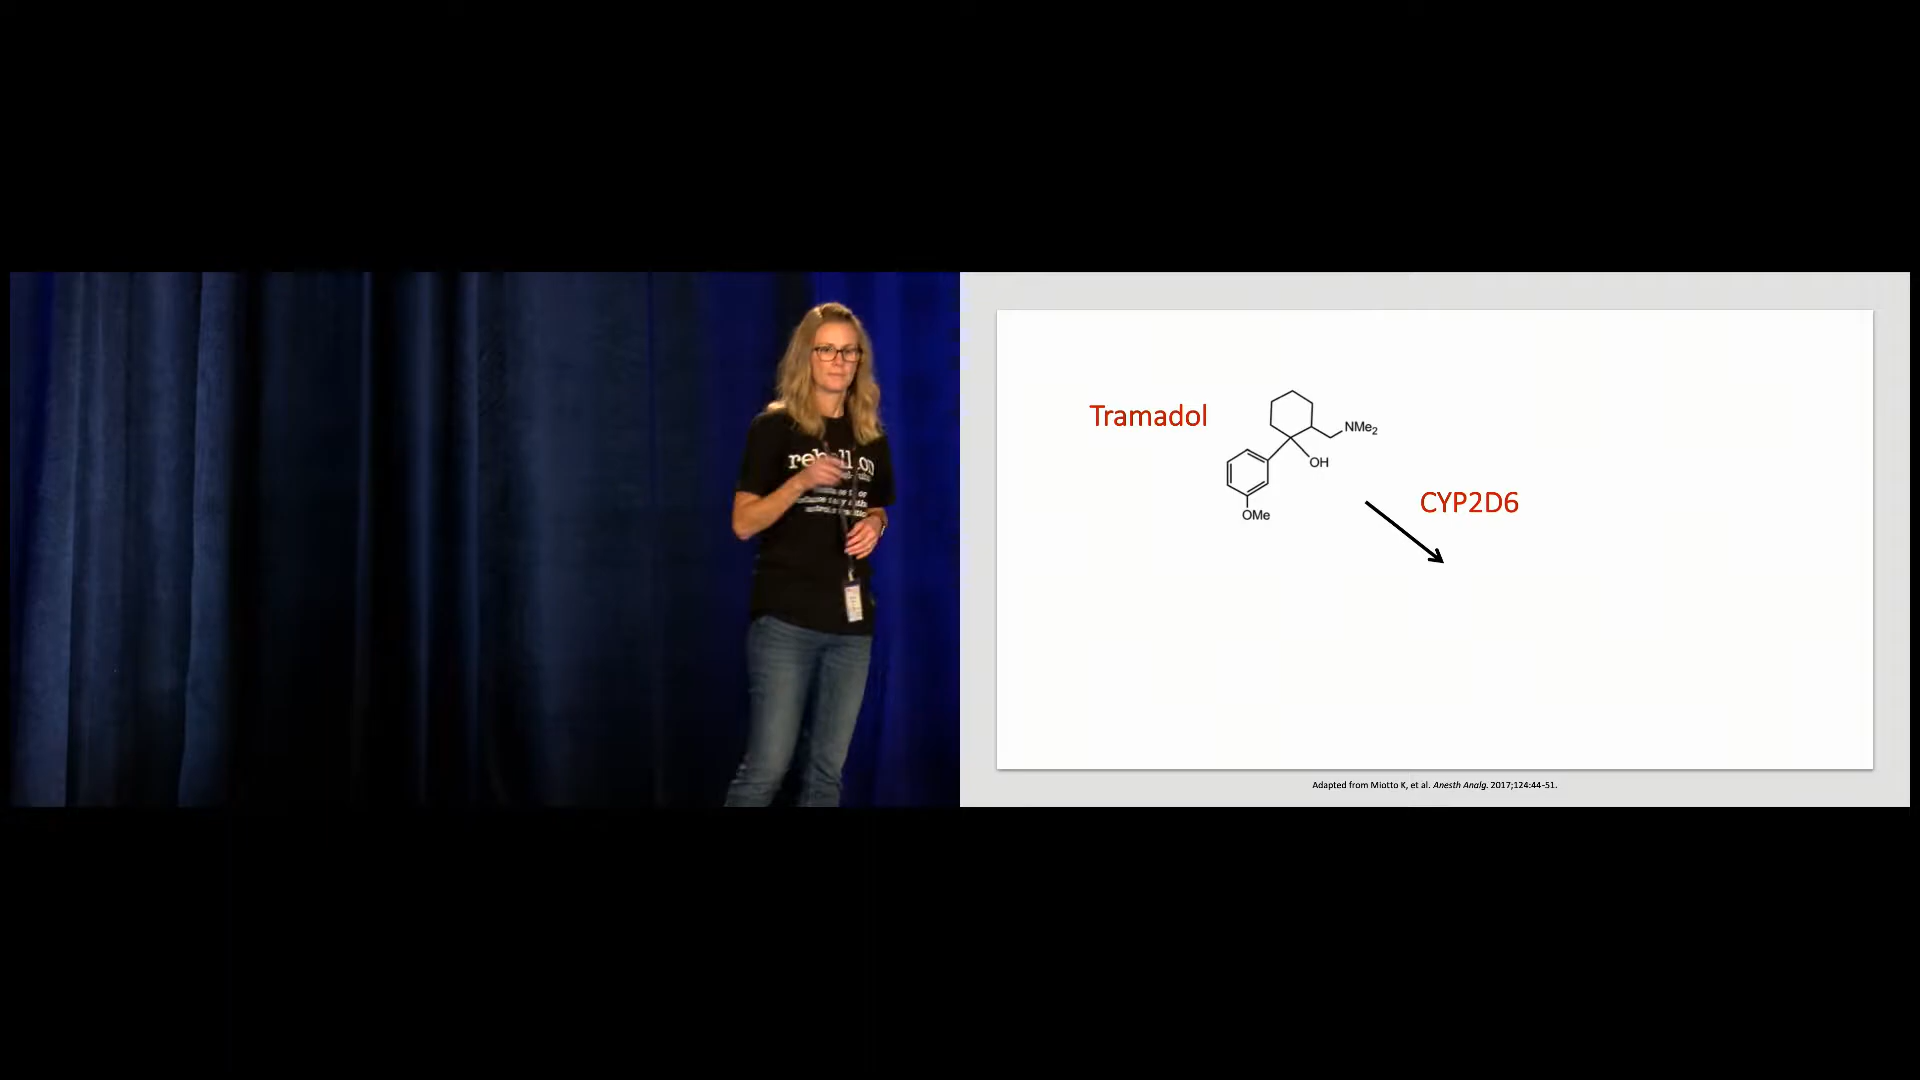 Tramadol
NMe2
OH
OMe
CYP2D6
Adapted from Miotto K, et al. Anesth Analg. 2017;124:44-51.